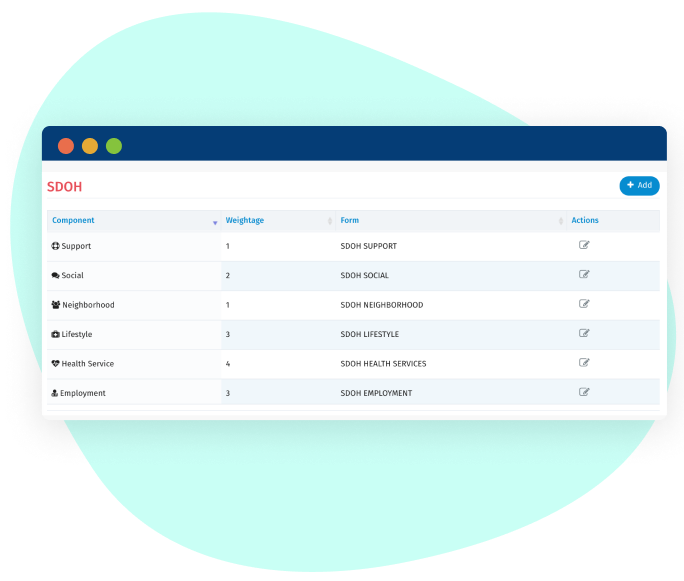 SDOH
Add
Component Weightage Form Actions
Support 1 SDOH SUPPORT
Social 2 SDOH SOCIAL
Neighborhood 1 SDOH NEIGHBORHOOD
Lifestyle 3 SDOH LIFESTYLE
Health Service 4 SDOH HEALTH SERVICES
Employment 3 SDOH EMPLOYMENT